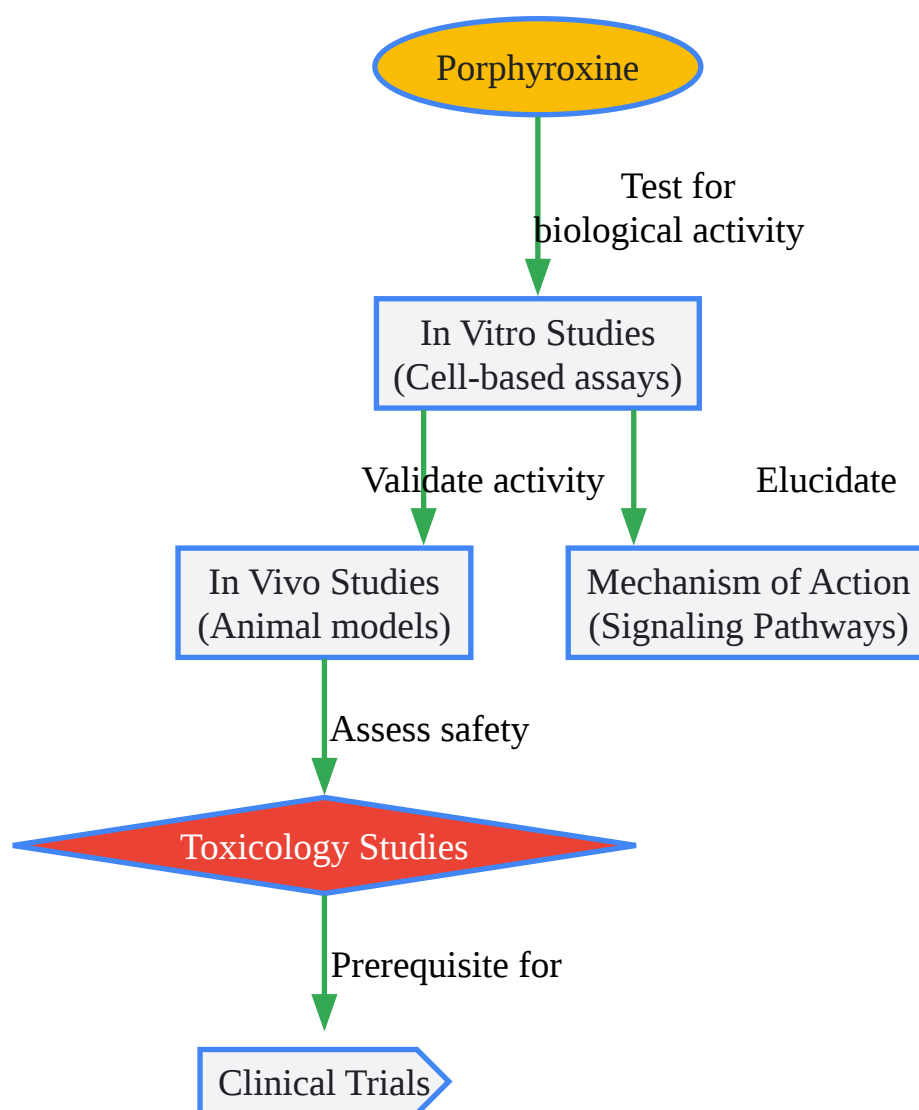 Porphyroxine
Test for
biological activity
In Vitro Studies
(Cell-based assays)
Validate activity
Elucidate
In Vivo Studies
(Animal models)
Mechanism of Action
(Signaling Pathways)
Assess safety
Toxicology Studies
Prerequisite for
Clinical Trials